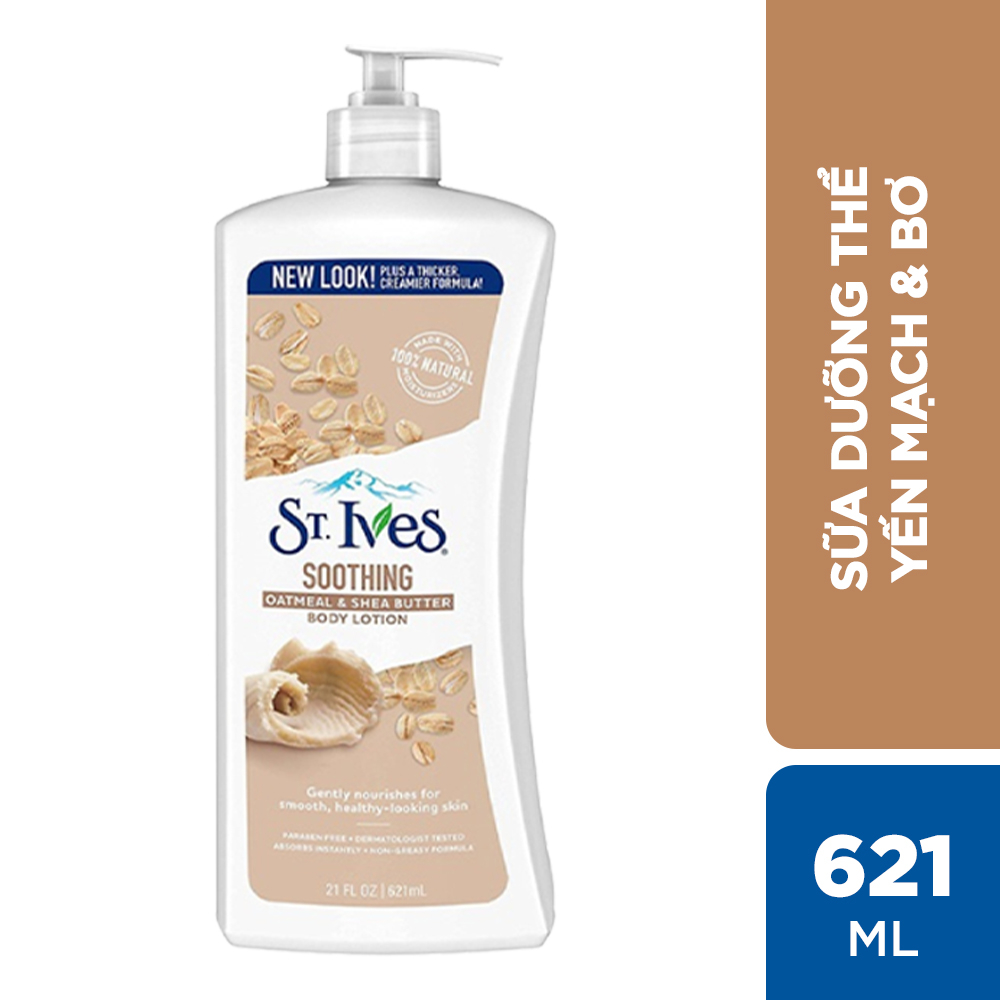 NEW LOOK! PLUS A THICKER,
CREAMIER FORMULA!
MADE WITH
100% NATURAL
MOISTURIZERS
ST. IVES®
SOOTHING
OATMEAL & SHEA BUTTER
BODY LOTION
Gently nourishes for
smooth, healthy-looking skin
PARABEN FREE • DERMATOLOGIST TESTED
ABSORBS INSTANTLY • NON-GREASY FORMULA
21 FL OZ | 621mL
SỮA DƯỠNG THỂ
YẾN MẠCH & BƠ
621
ML